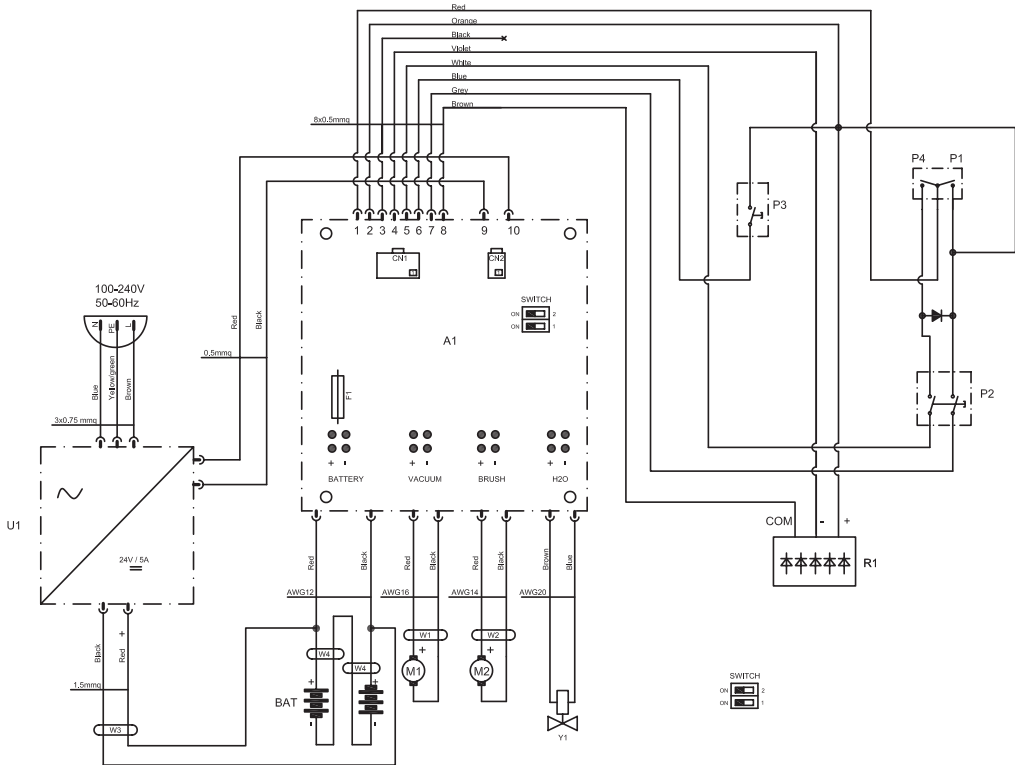 Red
Orange
Black
Violet
White
Blue
Grey
Brown
8x0.5mmq
P4 P1
P3
1 2 3 4 5 6 7 8 9 10
CN1
CN2
SWITCH
ON 2
ON 1
A1
F1
100-240V
50-60Hz
N PE L
Blue
Yellow/green
Brown
3x0.75 mmq
Red
Black
0,5mmq
P2
+ -
BATTERY
+ -
VACUUM
+ -
BRUSH
+ -
H2O
U1
24V / 5A
COM - +
R1
Red
Black
Red
Black
Red
Black
Brown
Blue
AWG12
AWG16
AWG14
AWG20
Black
Red
+
1,5mmq
W3
W4
W4
W1
W2
+
M1
+
M2
BAT
+
-
+
-
Y1
SWITCH
ON 2
ON 1